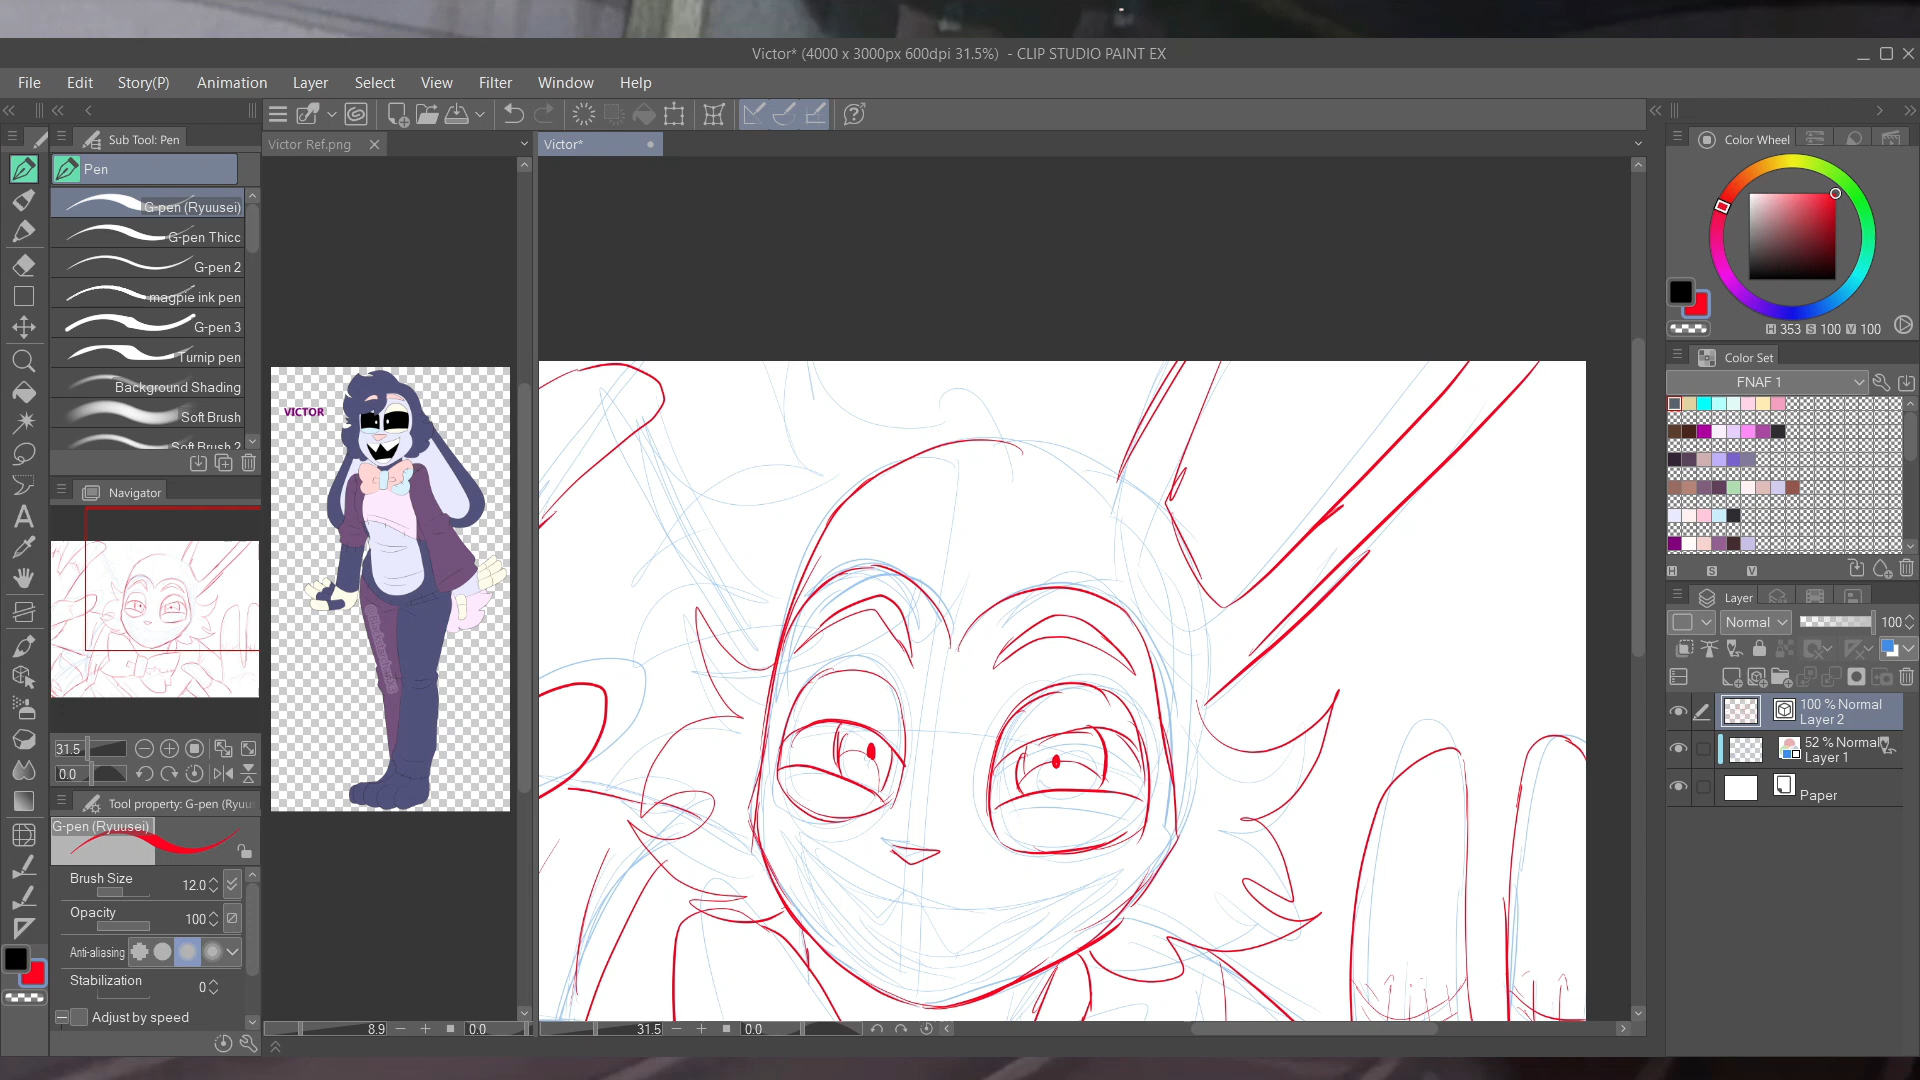 Victor* (4000 x 3000px 600dpi 31.5%) - CLIP STUDIO PAINT EX
File Edit Story(P) Animation Layer Select View Filter Window Help
Sub Tool: Pen
Pen
G-pen (Ryuusei)
G-pen Thicc
G-pen 2
magpie ink pen
G-pen 3
Turnip pen
Background Shading
Soft Brush
Soft Brush 2
Navigator
31.5
0.0
Tool property: G-pen (Ryuu
G-pen (Ryuusei)
Brush Size 12.0
Opacity 100
Anti-aliasing
Stabilization 0
Adjust by speed
Victor Ref.png
VICTOR
8.9 0.0
Victor*
31.5 0.0
Color Wheel
H 353 S 100 V 100
Color Set
FNAF 1
H S V
Layer
Normal 100
100 % Normal
Layer 2
52 % Normal
Layer 1
Paper